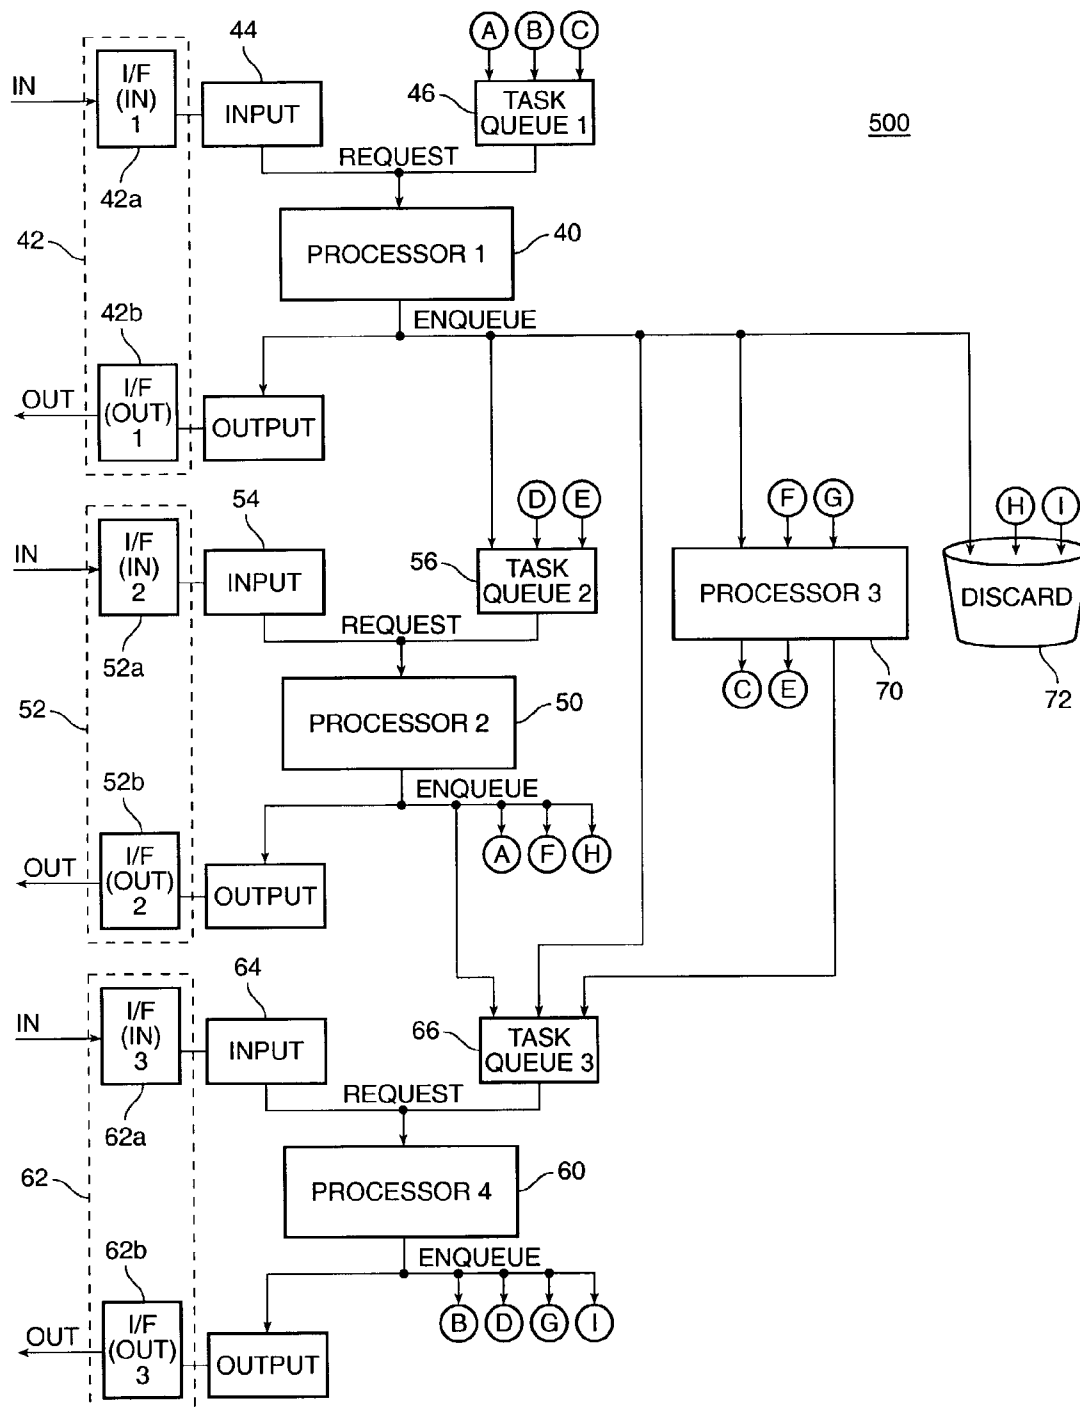 44
A B C
I/F
(IN)
1
IN
INPUT
46
TASK
QUEUE 1
500
REQUEST
42a
42
PROCESSOR 1
40
42b
ENQUEUE
I/F
(OUT)
1
OUT
OUTPUT
54
D E
F G
H I
I/F
(IN)
2
IN
INPUT
56
TASK
QUEUE 2
PROCESSOR 3
DISCARD
REQUEST
52a
C E
70
72
52
PROCESSOR 2
50
52b
ENQUEUE
A F H
I/F
(OUT)
2
OUT
OUTPUT
64
I/F
(IN)
3
IN
INPUT
66
TASK
QUEUE 3
REQUEST
62a
62
PROCESSOR 4
60
62b
ENQUEUE
B D G I
I/F
(OUT)
3
OUT
OUTPUT